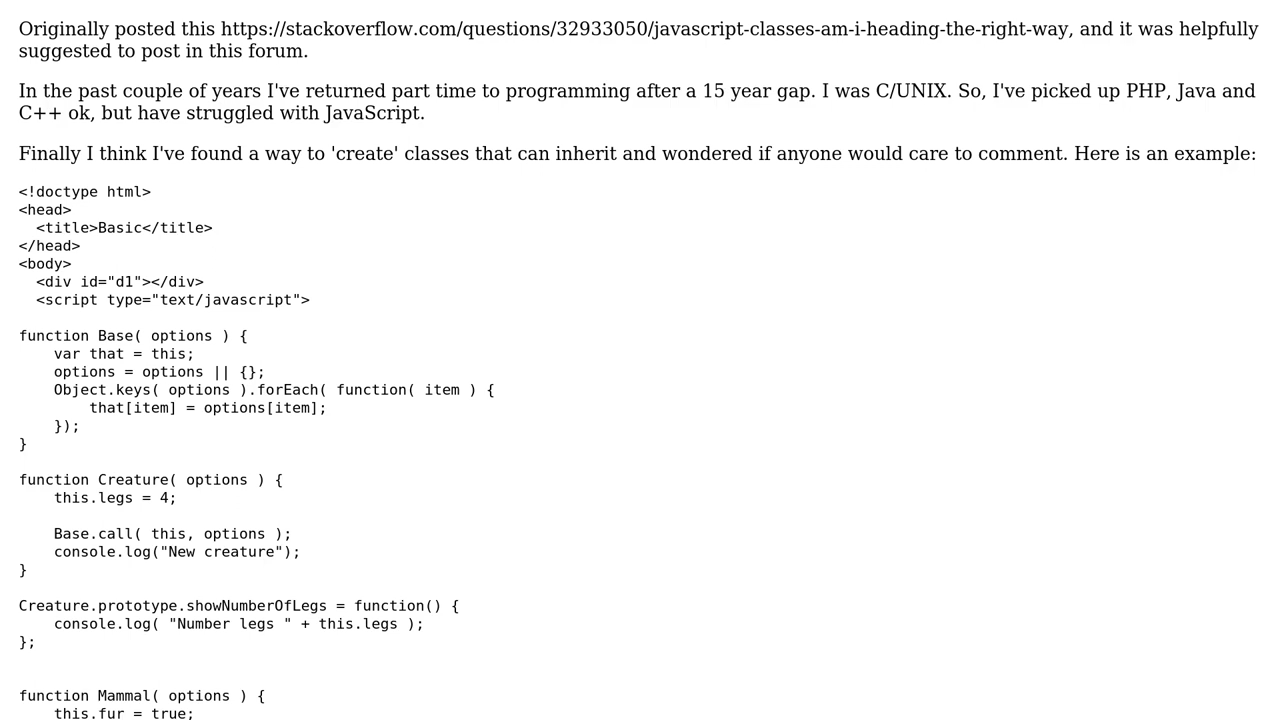 Originally posted this https://stackoverflow.com/questions/32933050/javascript-classes-am-i-heading-the-right-way, and it was helpfully
suggested to post in this forum.
In the past couple of years I've returned part time to programming after a 15 year gap. I was C/UNIX. So, I've picked up PHP, Java and
C++ ok, but have struggled with JavaScript.
Finally I think I've found a way to 'create' classes that can inherit and wondered if anyone would care to comment. Here is an example:
<!doctype html>
<head>
  <title>Basic</title>
</head>
<body>
  <div id="d1"></div>
  <script type="text/javascript">

function Base( options ) {
    var that = this;
    options = options || {};
    Object.keys( options ).forEach( function( item ) {
        that[item] = options[item];
    });
}

function Creature( options ) {
    this.legs = 4;

    Base.call( this, options );
    console.log("New creature");
}

Creature.prototype.showNumberOfLegs = function() {
    console.log( "Number legs " + this.legs );
};


function Mammal( options ) {
    this.fur = true;